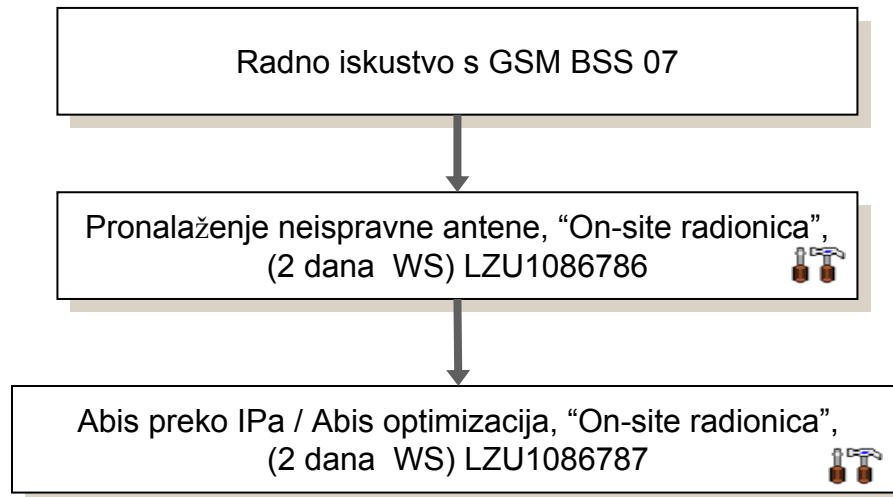 Radno iskustvo s GSM BSS 07
Pronalaženje neispravne antene, “On-site radionica”,
(2 dana  WS) LZU1086786
Abis preko IPa / Abis optimizacija, “On-site radionica”,
(2 dana  WS) LZU1086787